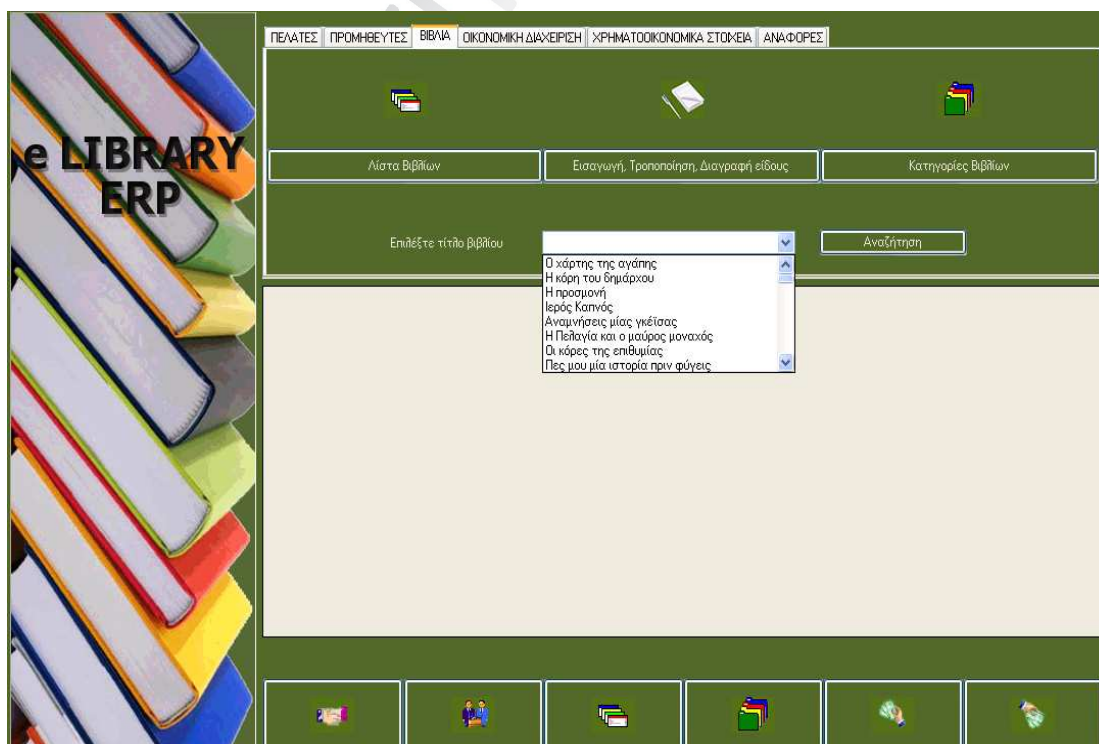 ΠΕΛΑΤΕΣ ΠΡΟΜΗΘΕΥΤΕΣ ΒΙΒΛΙΑ ΟΙΚΟΝΟΜΙΚΗ ΔΙΑΧΕΙΡΙΣΗ ΧΡΗΜΑΤΟΟΙΚΟΝΟΜΙΚΑ ΣΤΟΙΧΕΙΑ ΑΝΑΦΟΡΕΣ
e LIBRARY
ERP
Λίστα Βιβλίων Εισαγωγή, Τροποποίηση, Διαγραφή είδους Κατηγορίες Βιβλίων
Επιλέξτε τίτλο βιβλίου Αναζήτηση
Ο χάρτης της αγάπης
Η κόρη του δημάρχου
Η προσμονή
Ιερός Καπνός
Αναμνήσεις μίας γκέϊσας
Η Πελαγία και ο μαύρος μοναχός
Οι κόρες της επιθυμίας
Πες μου μία ιστορία πριν φύγεις